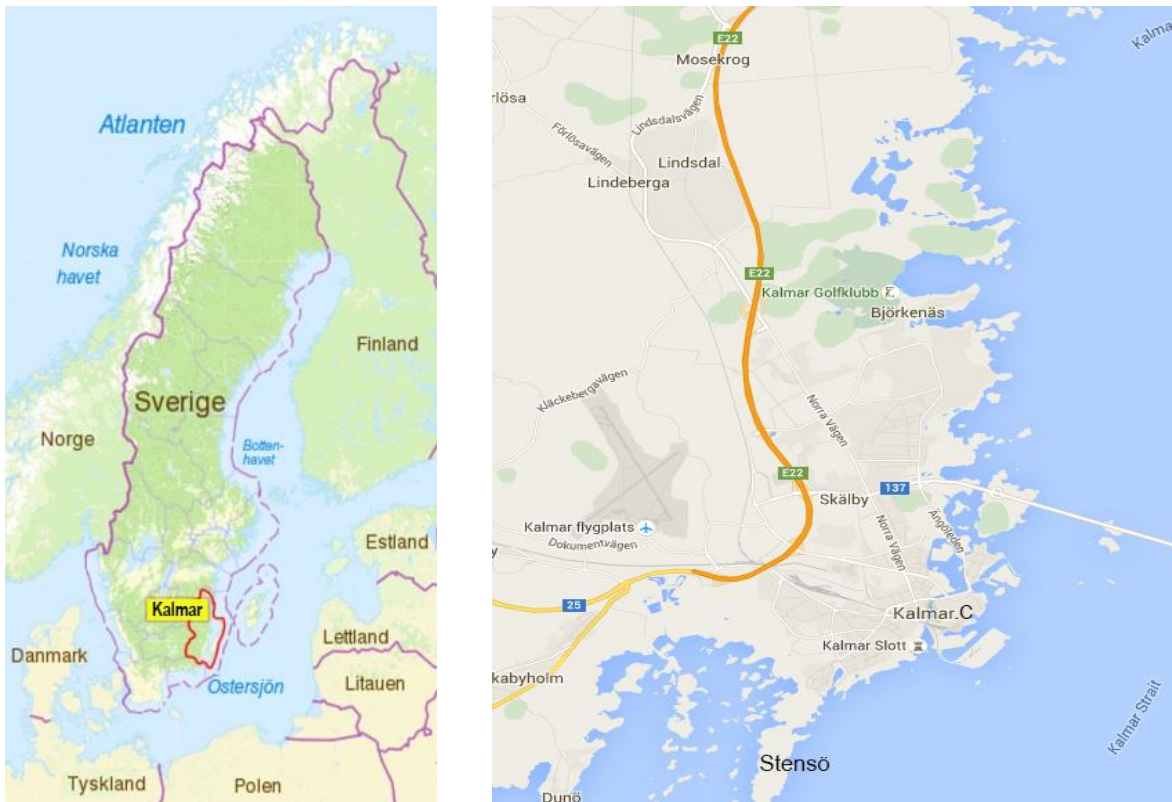 Atlanten
Norska
havet
Finland
Sverige
Norge
Botten-
havet
Estland
Kalmar
Lettland
Danmark
Östersjön
Litauen
Tyskland
Polen
E22
Kalmar
Mosekrog
rlösa
Lindsdalsvägen
Förlösavägen
Lindsdal
Lindeberga
E22
Kalmar Golfklubb
Björkenäs
Kläckebergavägen
Norra Vägen
E22
Skälby
137
Kalmar flygplats
Norra Vägen
Ängöleden
y
Dokumentvägen
25
Kalmar.C
Kalmar Slott
kabyholm
Kalmar Strait
Stensö
Dunö